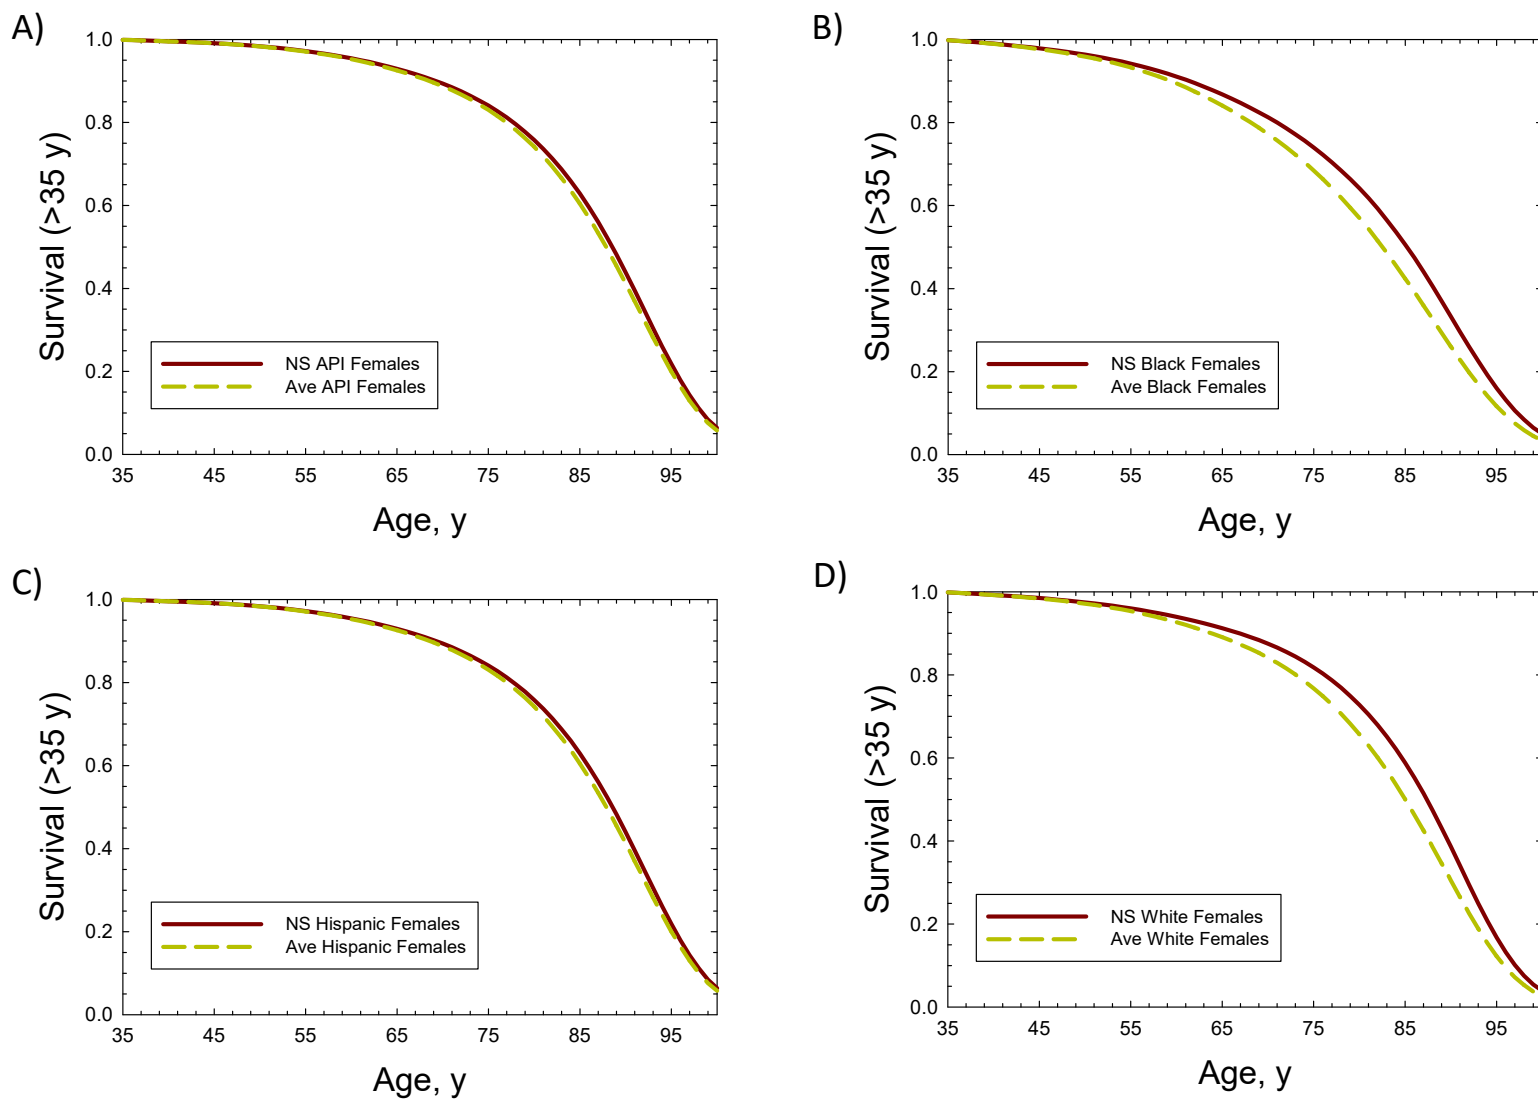 A)
1.0
0.8
0.6
0.4
0.2
0.0
Survival (>35 y)
NS API Females
Ave API Females
35 45 55 65 75 85 95
Age, y
B)
1.0
0.8
0.6
0.4
0.2
0.0
Survival (>35 y)
NS Black Females
Ave Black Females
35 45 55 65 75 85 95
Age, y
C)
1.0
0.8
0.6
0.4
0.2
0.0
Survival (>35 y)
NS Hispanic Females
Ave Hispanic Females
35 45 55 65 75 85 95
Age, y
D)
1.0
0.8
0.6
0.4
0.2
0.0
Survival (>35 y)
NS White Females
Ave White Females
35 45 55 65 75 85 95
Age, y